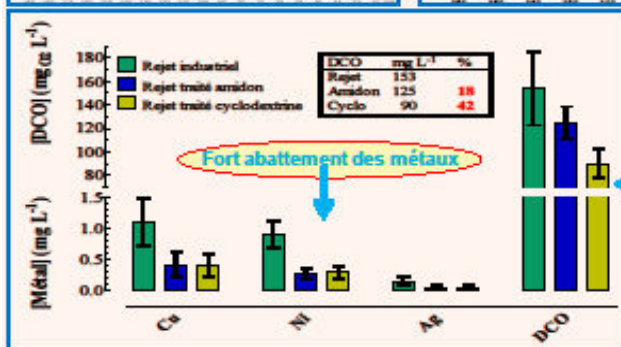 [DCO] (mgO2 L-1)
180
160
140
120
100
80
[Métal] (mg L-1)
1.5
1.0
0.5
0.0
Rejet industriel
Rejet traité amidon
Rejet traité cyclodextrine
DCO mg L-1 %
Rejet 153
Amidon 125 18
Cyclo 90 42
Fort abattement des métaux
Cu Ni Ag DCO